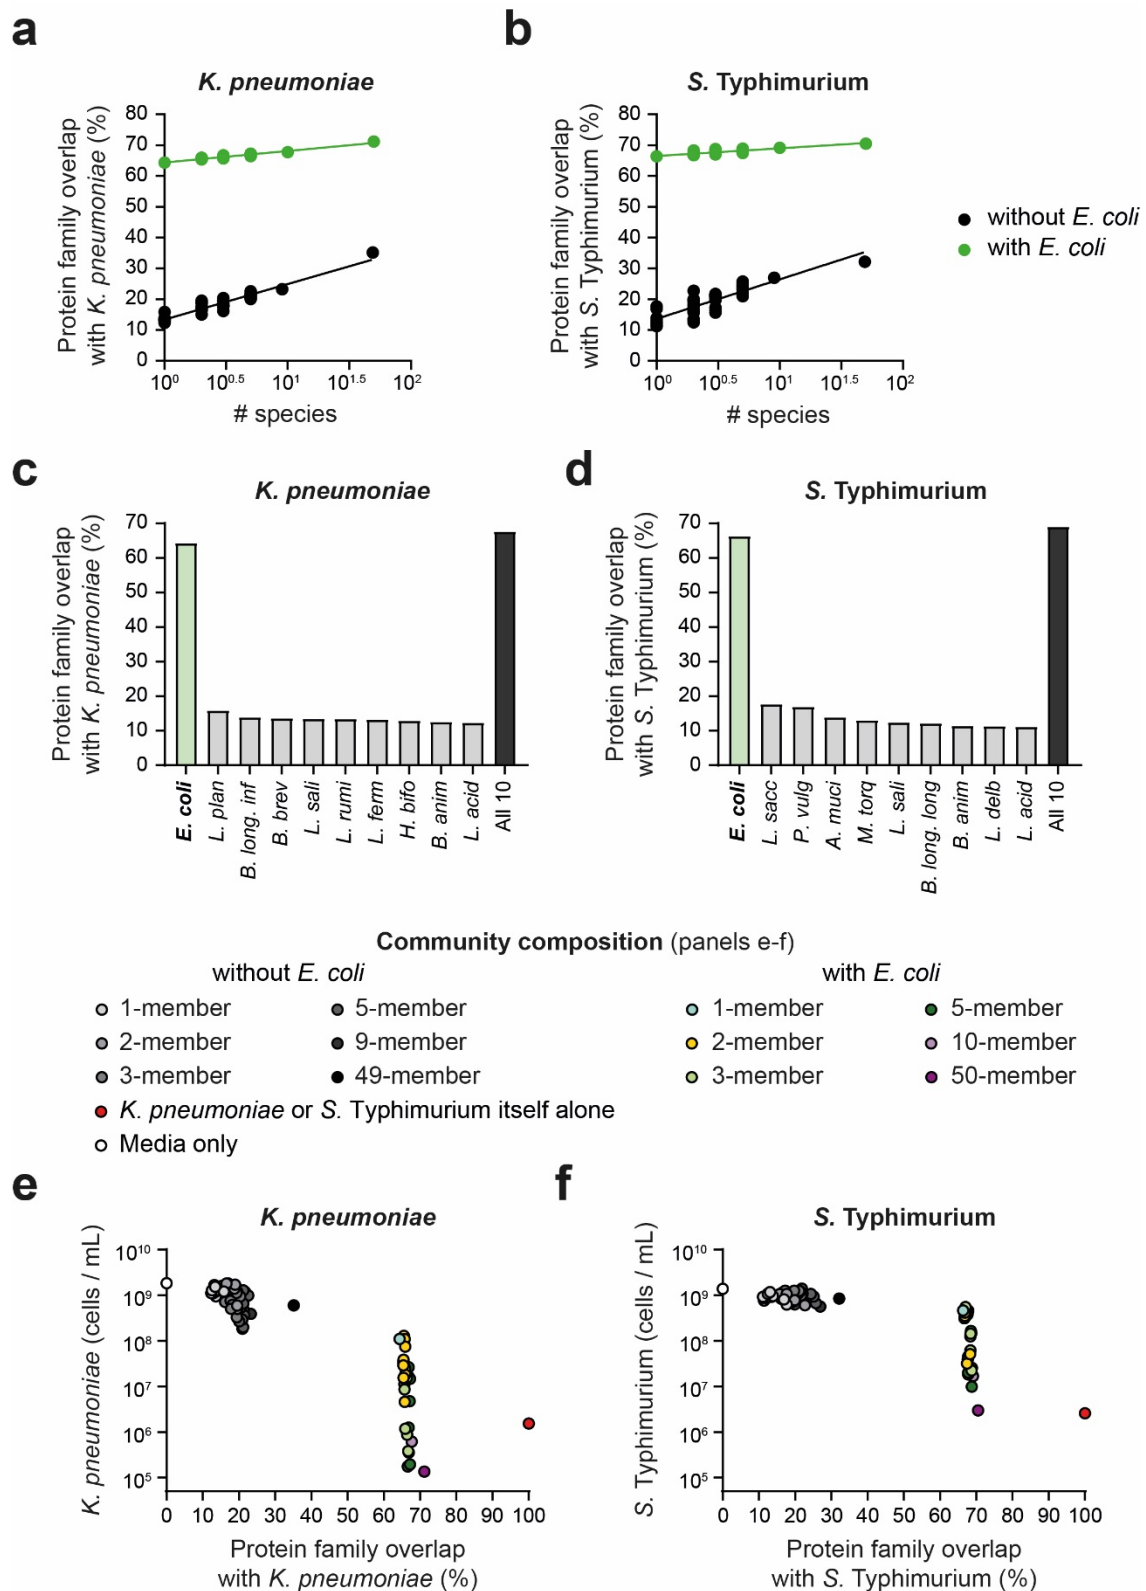 a
b
K. pneumoniae
S. Typhimurium
Protein family overlap
with K. pneumoniae (%)
80
70
60
50
40
30
20
10
0
10⁰
10⁰·⁵
10¹
10¹·⁵
10²
# species
Protein family overlap
with S. Typhimurium (%)
80
70
60
50
40
30
20
10
0
10⁰
10⁰·⁵
10¹
10¹·⁵
10²
# species
without E. coli
with E. coli
c
d
K. pneumoniae
S. Typhimurium
Protein family overlap
with K. pneumoniae (%)
70
60
50
40
30
20
10
0
E. coli
L. plan
B. long. inf
B. brev
L. sali
L. rumi
L. ferm
H. bifo
B. anim
L. acid
All 10
Protein family overlap
with S. Typhimurium (%)
70
60
50
40
30
20
10
0
E. coli
L. sacc
P. vulg
A. muci
M. torq
L. sali
B. long. long
B. anim
L. delb
L. acid
All 10
Community composition (panels e-f)
without E. coli
with E. coli
1-member
5-member
2-member
9-member
3-member
49-member
1-member
5-member
2-member
10-member
3-member
50-member
K. pneumoniae or S. Typhimurium itself alone
Media only
e
f
K. pneumoniae
S. Typhimurium
K. pneumoniae (cells / mL)
10¹⁰
10⁹
10⁸
10⁷
10⁶
10⁵
0 10 20 30 40 50 60 70 80 90 100
Protein family overlap
with K. pneumoniae (%)
S. Typhimurium (cells / mL)
10¹⁰
10⁹
10⁸
10⁷
10⁶
10⁵
0 10 20 30 40 50 60 70 80 90 100
Protein family overlap
with S. Typhimurium (%)